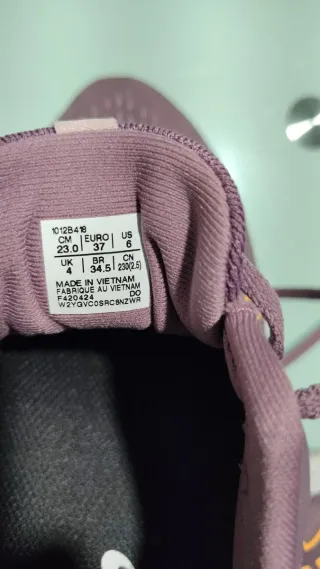 1012B418
CM EURO US
23.0 37 6
UK BR CN
4 34.5 230(2.5)
MADE IN VIETNAM
FABRIQUE AU VIETNAM
F420424 DO
W2YGVC0SRC8NZWR